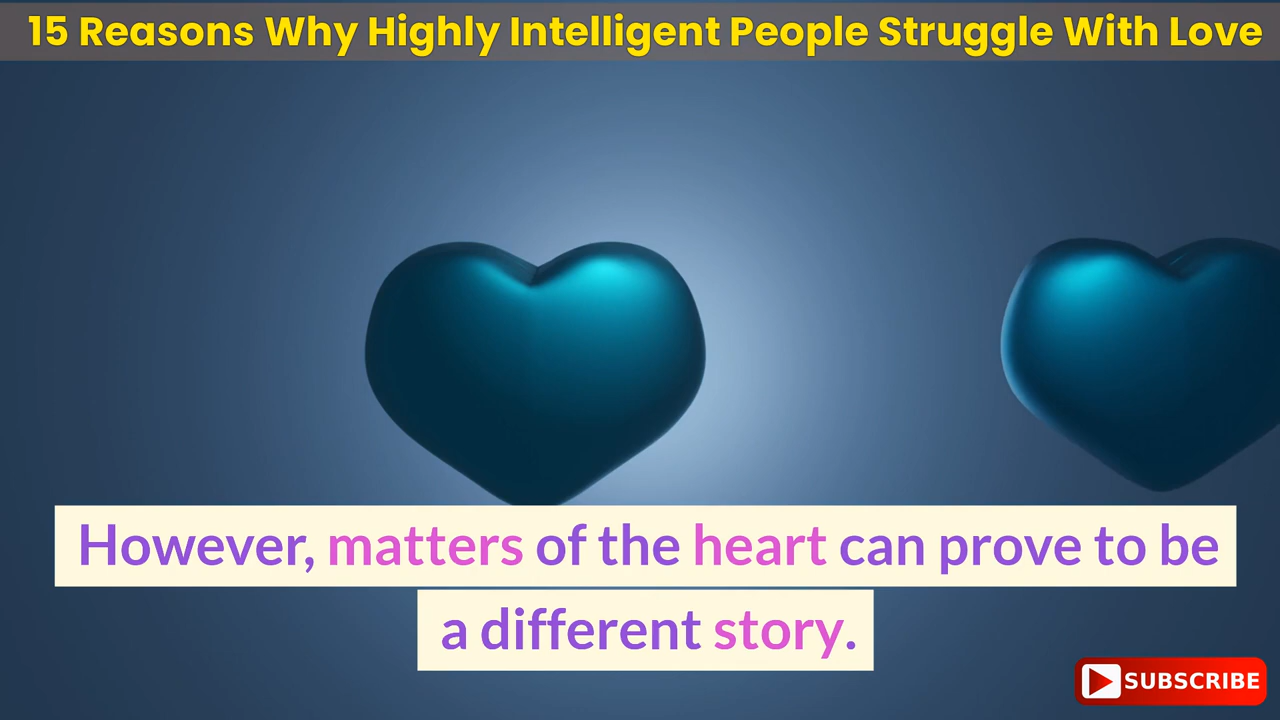 15 Reasons Why Highly Intelligent People Struggle With Love
However, matters of the heart can prove to be
a different story.
SUBSCRIBE